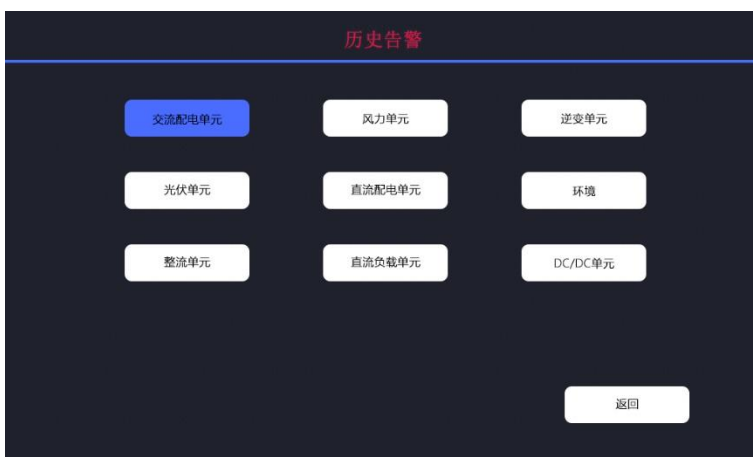 历史告警
交流配电单元
风力单元
逆变单元
光伏单元
直流配电单元
环境
整流单元
直流负载单元
DC/DC单元
返回